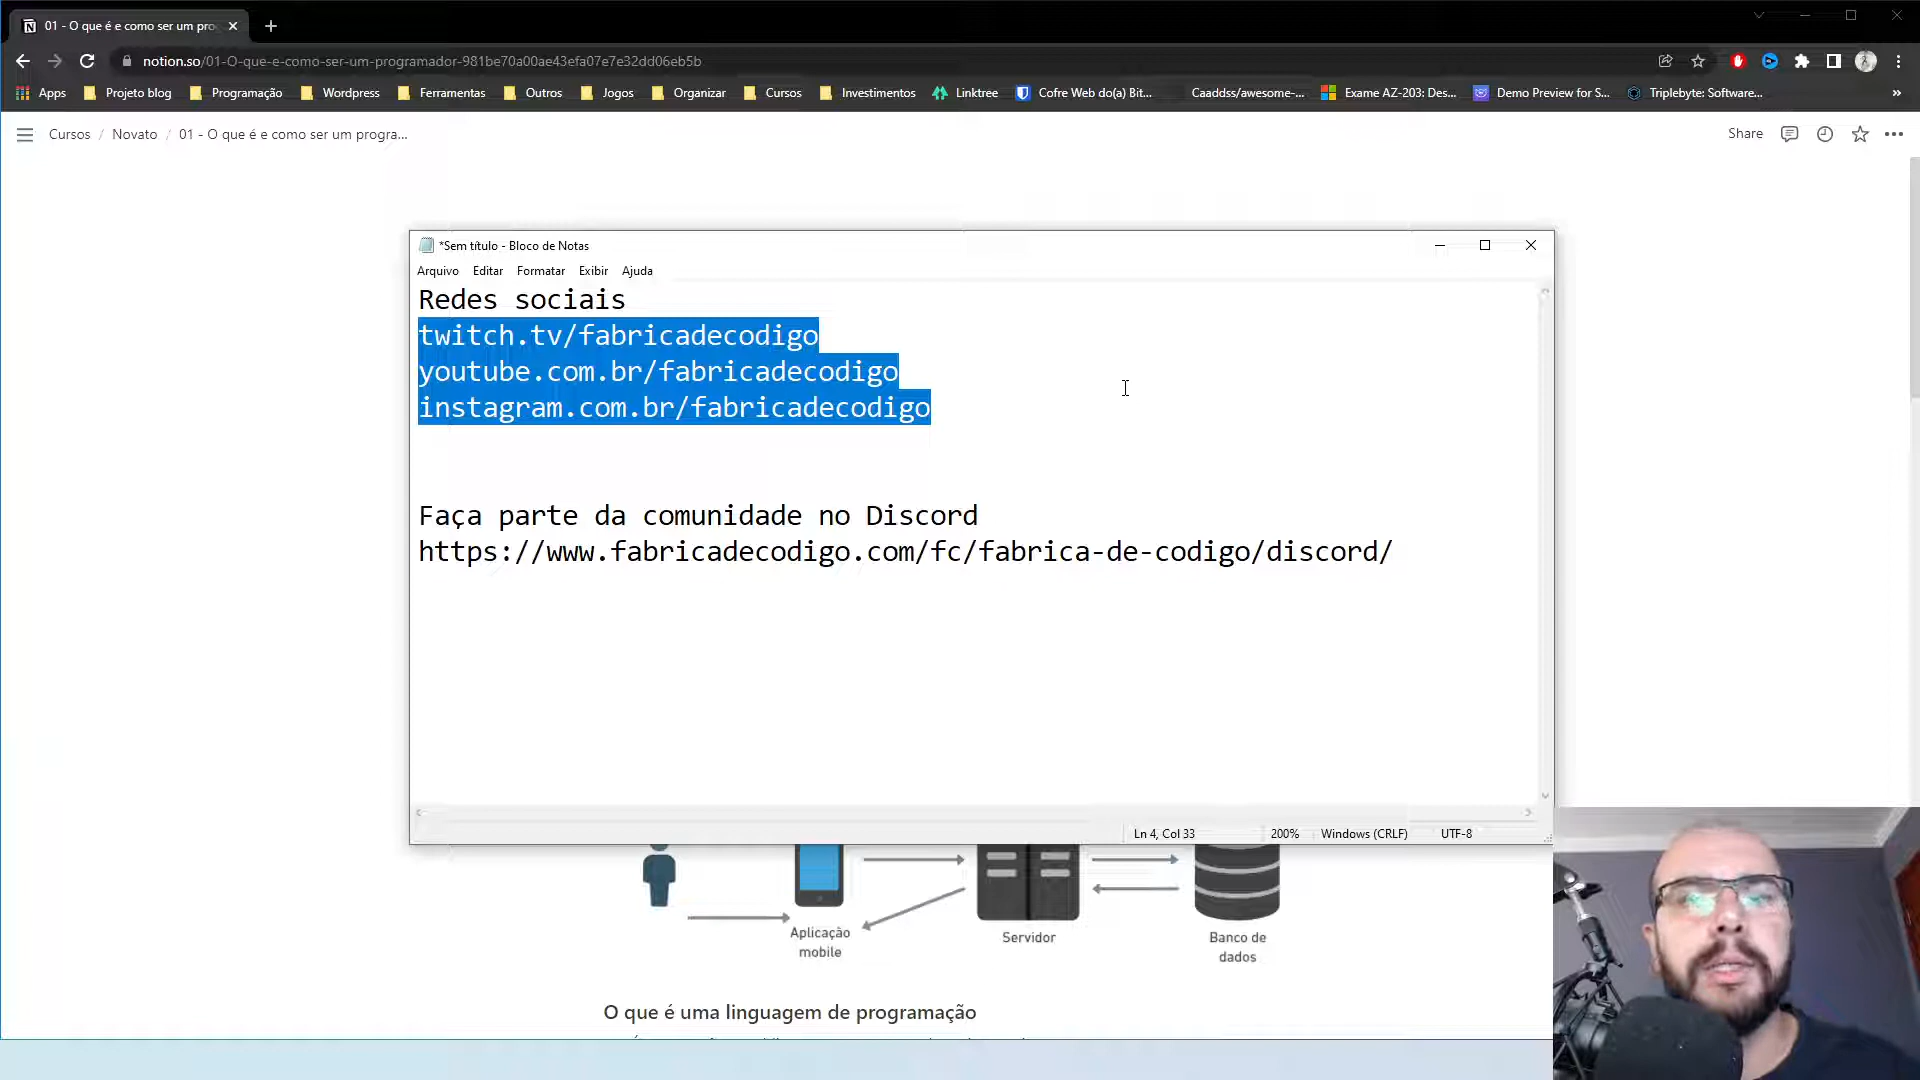 01 - O que é e como ser um pro
notion.so/01-O-que-e-como-ser-um-programador-981be70a00ae43efa07e7e32dd06eb5b
Apps Projeto blog Programação Wordpress Ferramentas Outros Jogos Organizar Cursos Investimentos Linktree Cofre Web do(a) Bit... Caaddss/awesome-... Exame AZ-203: Des... Demo Preview for S... Triplebyte: Software... »
Cursos / Novato / 01 - O que é e como ser um progra... Share
*Sem título - Bloco de Notas
Arquivo Editar Formatar Exibir Ajuda
Redes sociais
twitch.tv/fabricadecodigo
youtube.com.br/fabricadecodigo
instagram.com.br/fabricadecodigo
Faça parte da comunidade no Discord
https://www.fabricadecodigo.com/fc/fabrica-de-codigo/discord/
Ln 4, Col 33 200% Windows (CRLF) UTF-8
Aplicação
mobile
Servidor
Banco de
dados
O que é uma linguagem de programação